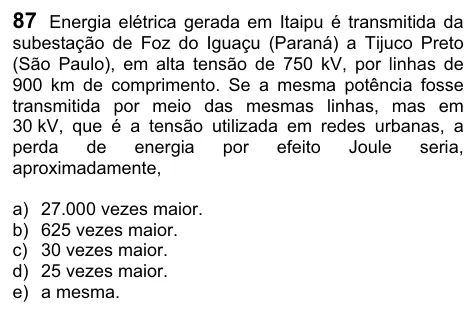 87 Energia elétrica gerada em Itaipu é transmitida da
subestação de Foz do Iguaçu (Paraná) a Tijuco Preto
(São Paulo), em alta tensão de 750 kV, por linhas de
900 km de comprimento. Se a mesma potência fosse
transmitida por meio das mesmas linhas, mas em
30 kV, que é a tensão utilizada em redes urbanas, a
perda de energia por efeito Joule seria,
aproximadamente,
a) 27.000 vezes maior.
b) 625 vezes maior.
c) 30 vezes maior.
d) 25 vezes maior.
e) a mesma.